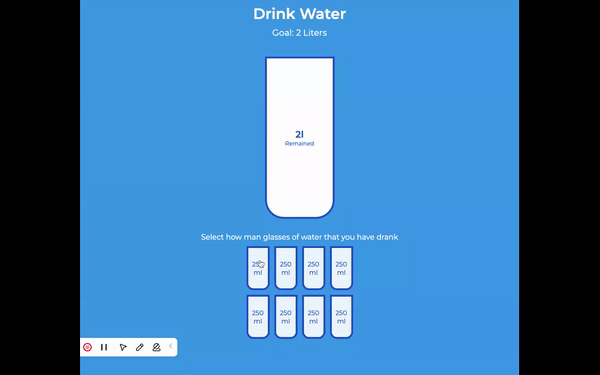 Drink Water
Goal: 2 Liters
2l
Remained
Select how man glasses of water that you have drank
250 250 250 250
ml ml ml ml
250 250 250 250
ml ml ml ml